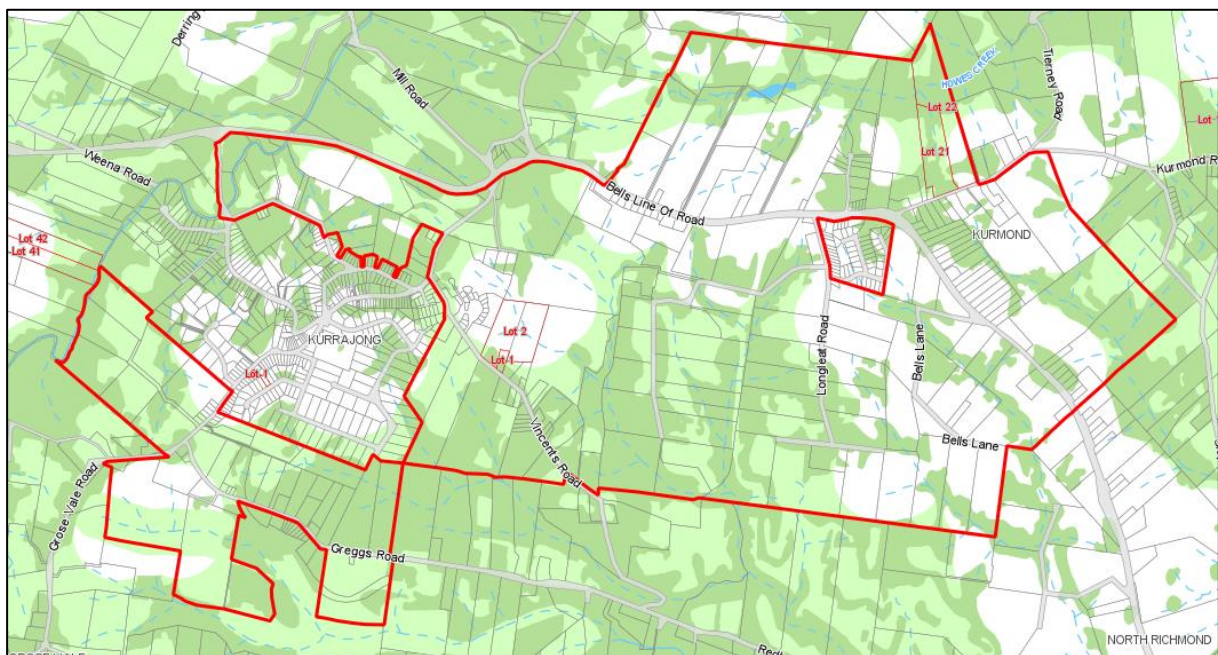 Derring
Mill Road
HOWES CREEK
Tierney Road
Lot 22
Lot
Weena Road
Lot 21
Kurmond R
Bells Line Of Road
KURMOND
Lot 42
Lot 41
Lot 2
KURRAJONG
Lot 1
Lot 1
Longleat Road
Bells Lane
Vincents Road
Bells Lane
Grose Vale Road
Greggs Road
NORTH RICHMOND